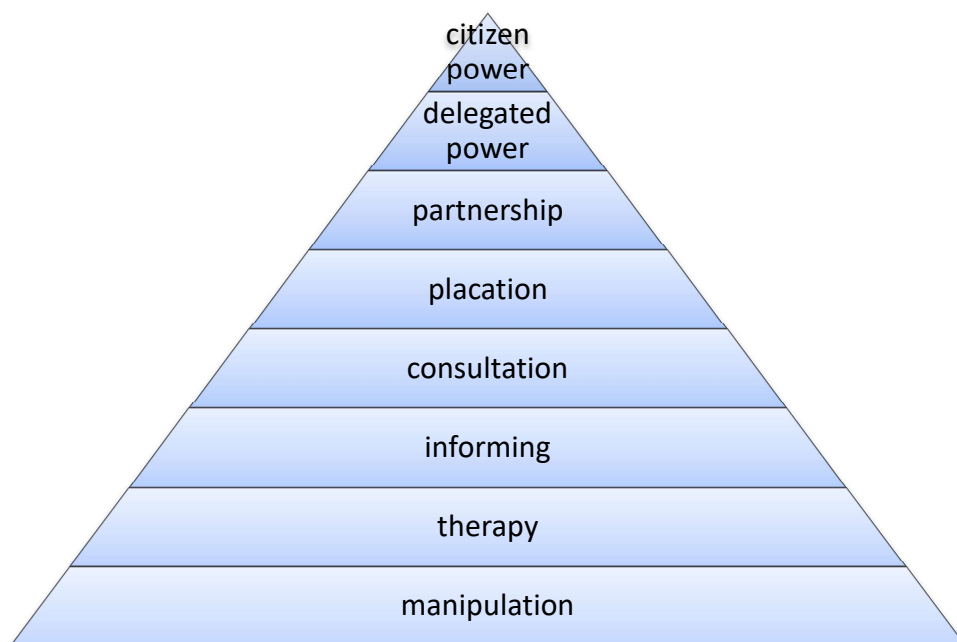 citizen
power
delegated
power
partnership
placation
consultation
informing
therapy
manipulation